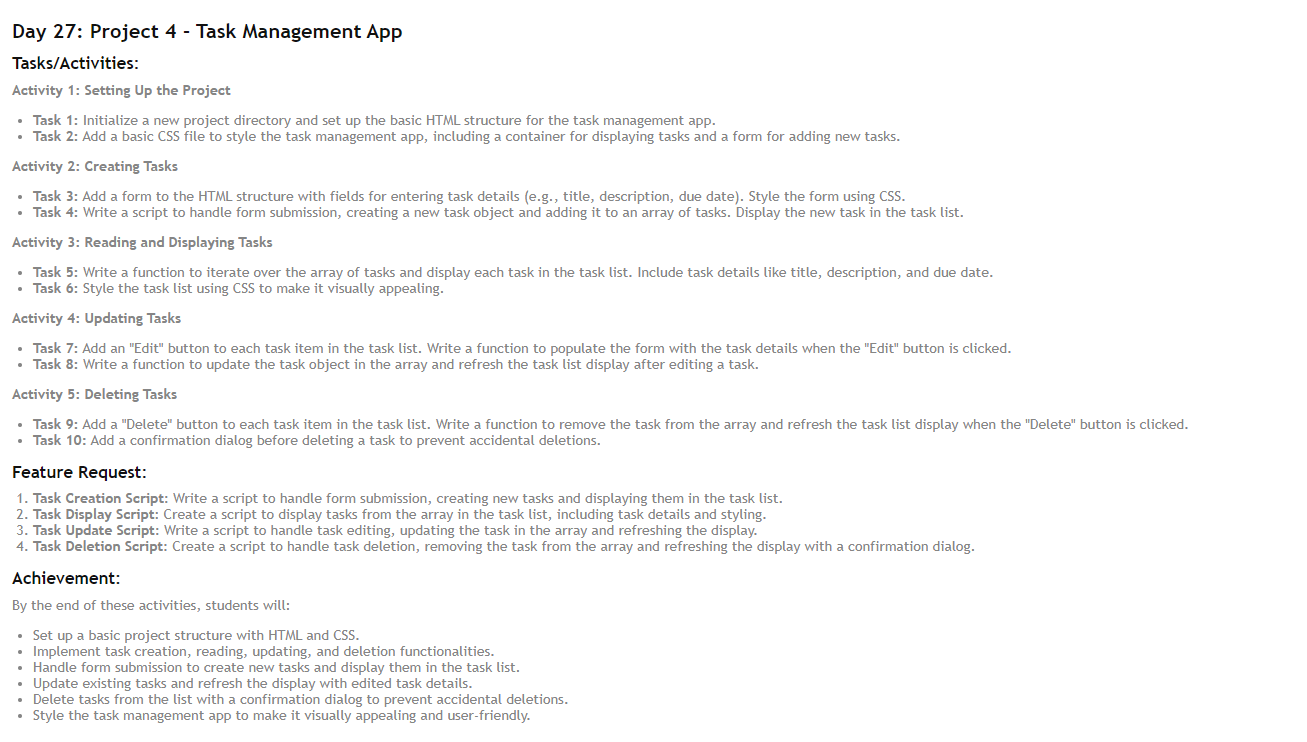 Day 27: Project 4 - Task Management App
Tasks/Activities:
Activity 1: Setting Up the Project
• Task 1: Initialize a new project directory and set up the basic HTML structure for the task management app.
• Task 2: Add a basic CSS file to style the task management app, including a container for displaying tasks and a form for adding new tasks.
Activity 2: Creating Tasks
• Task 3: Add a form to the HTML structure with fields for entering task details (e.g., title, description, due date). Style the form using CSS.
• Task 4: Write a script to handle form submission, creating a new task object and adding it to an array of tasks. Display the new task in the task list.
Activity 3: Reading and Displaying Tasks
• Task 5: Write a function to iterate over the array of tasks and display each task in the task list. Include task details like title, description, and due date.
• Task 6: Style the task list using CSS to make it visually appealing.
Activity 4: Updating Tasks
• Task 7: Add an "Edit" button to each task item in the task list. Write a function to populate the form with the task details when the "Edit" button is clicked.
• Task 8: Write a function to update the task object in the array and refresh the task list display after editing a task.
Activity 5: Deleting Tasks
• Task 9: Add a "Delete" button to each task item in the task list. Write a function to remove the task from the array and refresh the task list display when the "Delete" button is clicked.
• Task 10: Add a confirmation dialog before deleting a task to prevent accidental deletions.
Feature Request:
1. Task Creation Script: Write a script to handle form submission, creating new tasks and displaying them in the task list.
2. Task Display Script: Create a script to display tasks from the array in the task list, including task details and styling.
3. Task Update Script: Write a script to handle task editing, updating the task in the array and refreshing the display.
4. Task Deletion Script: Create a script to handle task deletion, removing the task from the array and refreshing the display with a confirmation dialog.
Achievement:
By the end of these activities, students will:
• Set up a basic project structure with HTML and CSS.
• Implement task creation, reading, updating, and deletion functionalities.
• Handle form submission to create new tasks and display them in the task list.
• Update existing tasks and refresh the display with edited task details.
• Delete tasks from the list with a confirmation dialog to prevent accidental deletions.
• Style the task management app to make it visually appealing and user-friendly.